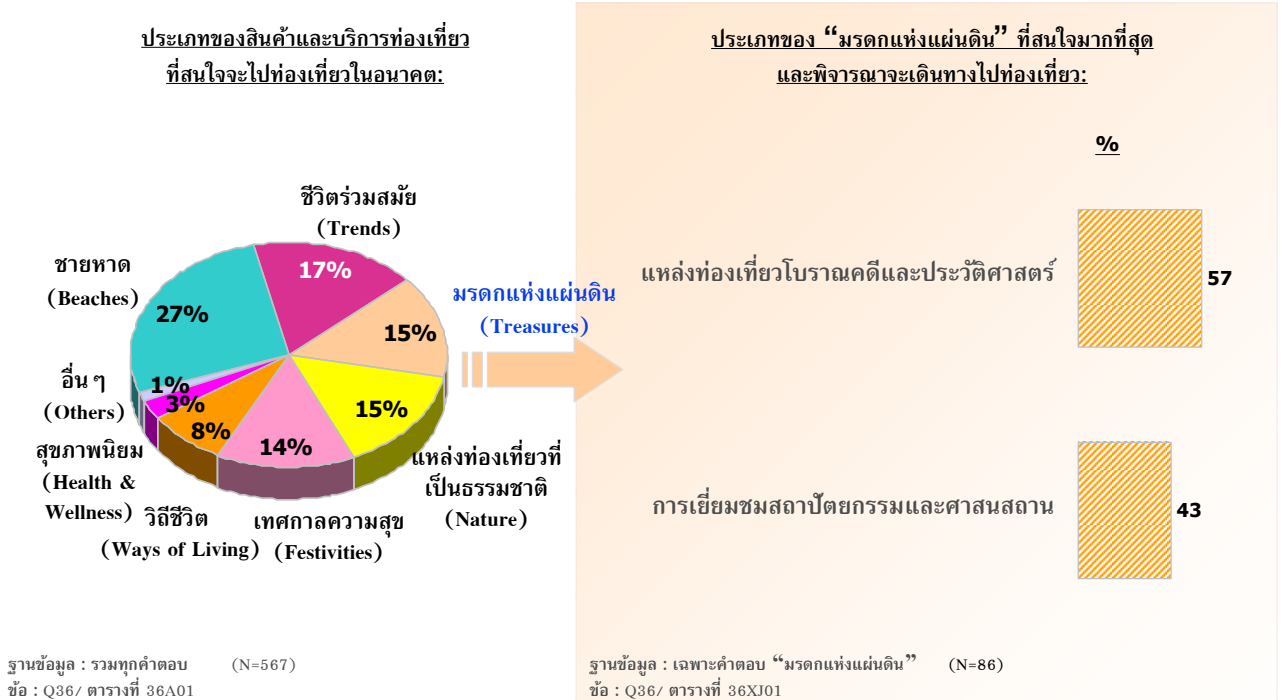 ประเภทของสินค้าและบริการท่องเที่ยว
ที่สนใจจะไปท่องเที่ยวในอนาคต:
ชีวิตร่วมสมัย
(Trends)
17%
ชายหาด
(Beaches)
27%
มรดกแห่งแผ่นดิน
(Treasures)
15%
อื่น ๆ
(Others)
1%
3%
15%
8%
14%
สุขภาพนิยม
(Health &
Wellness)
แหล่งท่องเที่ยวที่
เป็นธรรมชาติ
(Nature)
วิถีชีวิต
(Ways of Living)
เทศกาลความสุข
(Festivities)
ฐานข้อมูล : รวมทุกคำตอบ (N=567)
ข้อ : Q36/ ตารางที่ 36A01
ประเภทของ “มรดกแห่งแผ่นดิน” ที่สนใจมากที่สุด
และพิจารณาจะเดินทางไปท่องเที่ยว:
%
แหล่งท่องเที่ยวโบราณคดีและประวัติศาสตร์ 57
การเยี่ยมชมสถาปัตยกรรมและศาสนสถาน 43
ฐานข้อมูล : เฉพาะคำตอบ “มรดกแห่งแผ่นดิน” (N=86)
ข้อ : Q36/ ตารางที่ 36XJ01